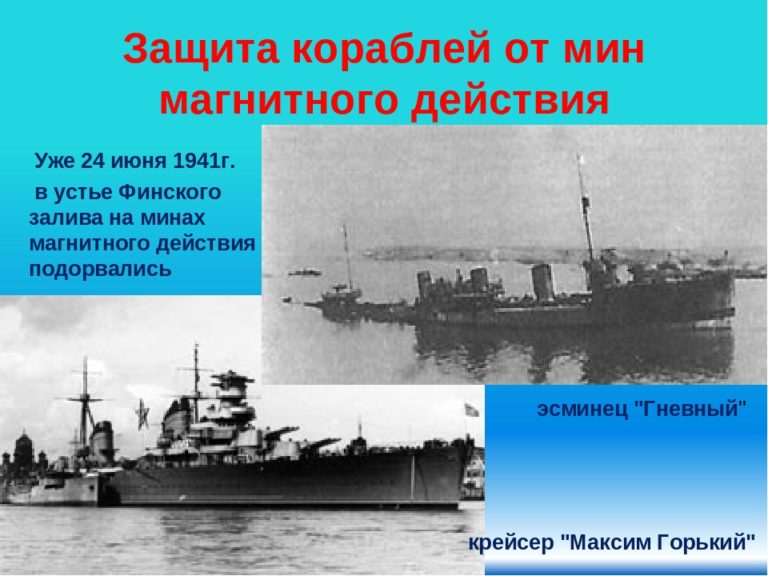 Защита кораблей от мин
магнитного действия
Уже 24 июня 1941г.
в устье Финского
залива на минах
магнитного действия
подорвались
эсминец "Гневный"
крейсер "Максим Горький"